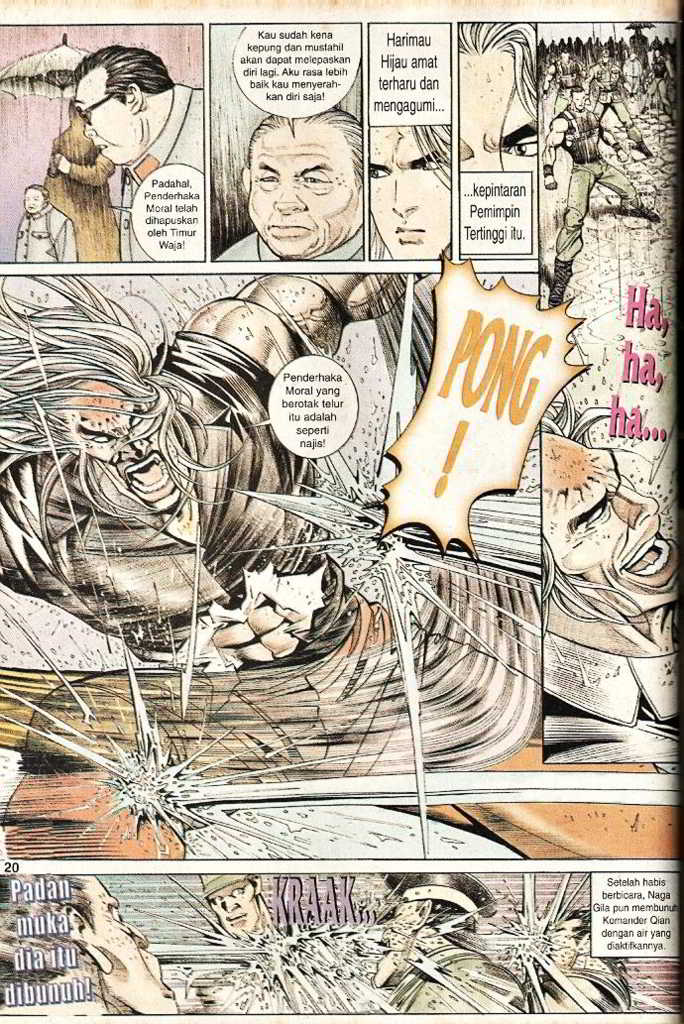 Padahal,
Penderhaka
Moral telah
dihapuskan
oleh Timur
Waja!
Kau sudah kena
kepung dan mustahil
akan dapat melepaskan
diri lagi. Aku rasa lebih
baik kau menyerah-
kan diri saja!
Harimau
Hijau amat
terharu dan
mengagumi...
...kepintaran
Pemimpin
Tertinggi itu.
Ha,
ha,
ha...
Penderhaka
Moral yang
berotak telur
itu adalah
seperti
najis!
PONG
!
20
Padan
muka
dia itu
dibunuh!
KRAAK...
Setelah habis
berbicara, Naga
Gila pun membunuh
Komander Qian
dengan air yang
diaktifkannya.